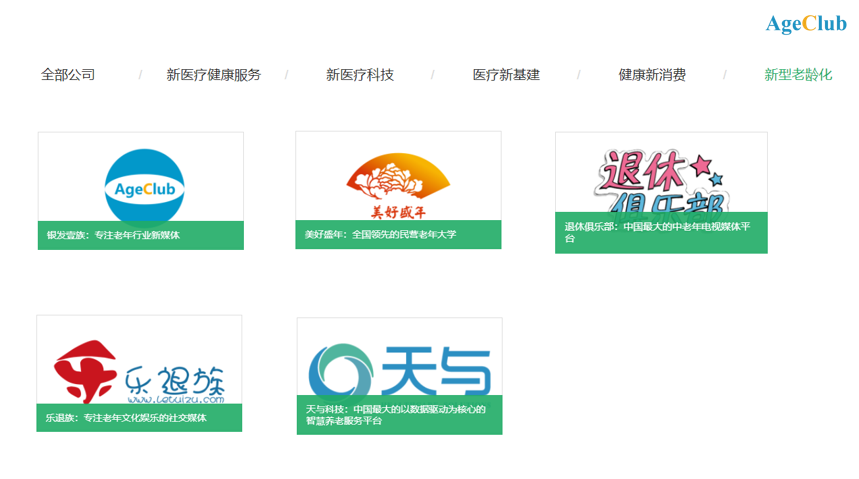 AgeClub
全部公司 / 新医疗健康服务 / 新医疗科技 / 医疗新基建 / 健康新消费 / 新型老龄化
AgeClub
银发壹族：专注老年行业新媒体
美好盛年
美好盛年：全国领先的民营老年大学
退休
俱乐部
退休俱乐部：中国最大的中老年电视媒体平
台
乐退族
www.letuizu.com
乐退族：专注老年文化娱乐的社交媒体
天与
天与科技：中国最大的以数据驱动为核心的
智慧养老服务平台